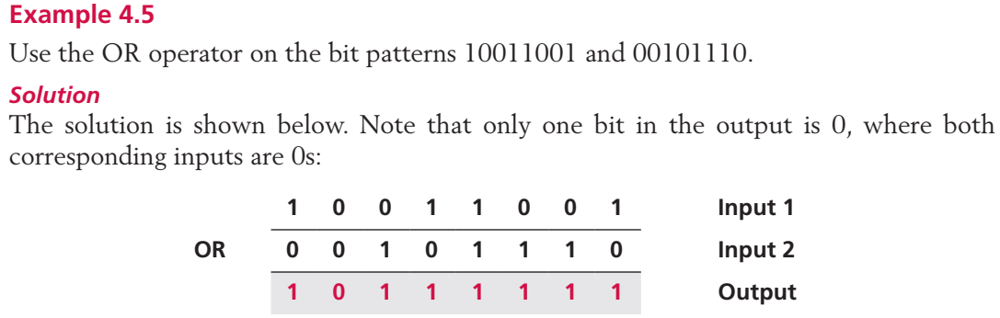 Example 4.5
Use the OR operator on the bit patterns 10011001 and 00101110.
Solution
The solution is shown below. Note that only one bit in the output is 0, where both
corresponding inputs are 0s:
1 0 0 1 1 0 0 1 Input 1
OR 0 0 1 0 1 1 1 0 Input 2
1 0 1 1 1 1 1 1 Output